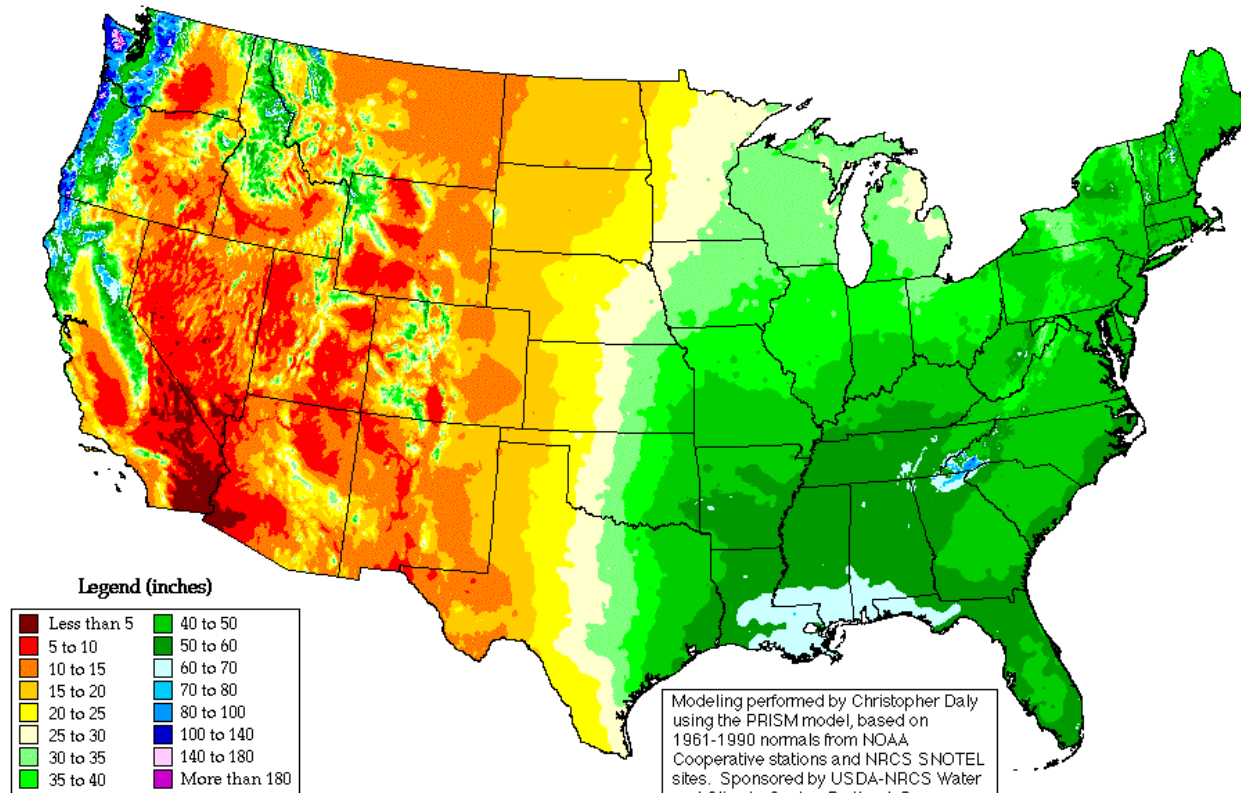 Legend (inches)
Less than 5
5 to 10
10 to 15
15 to 20
20 to 25
25 to 30
30 to 35
35 to 40
40 to 50
50 to 60
60 to 70
70 to 80
80 to 100
100 to 140
140 to 180
More than 180
Modeling performed by Christopher Daly
using the PRISM model, based on
1961-1990 normals from NOAA
Cooperative stations and NRCS SNOTEL
sites. Sponsored by USDA-NRCS Water